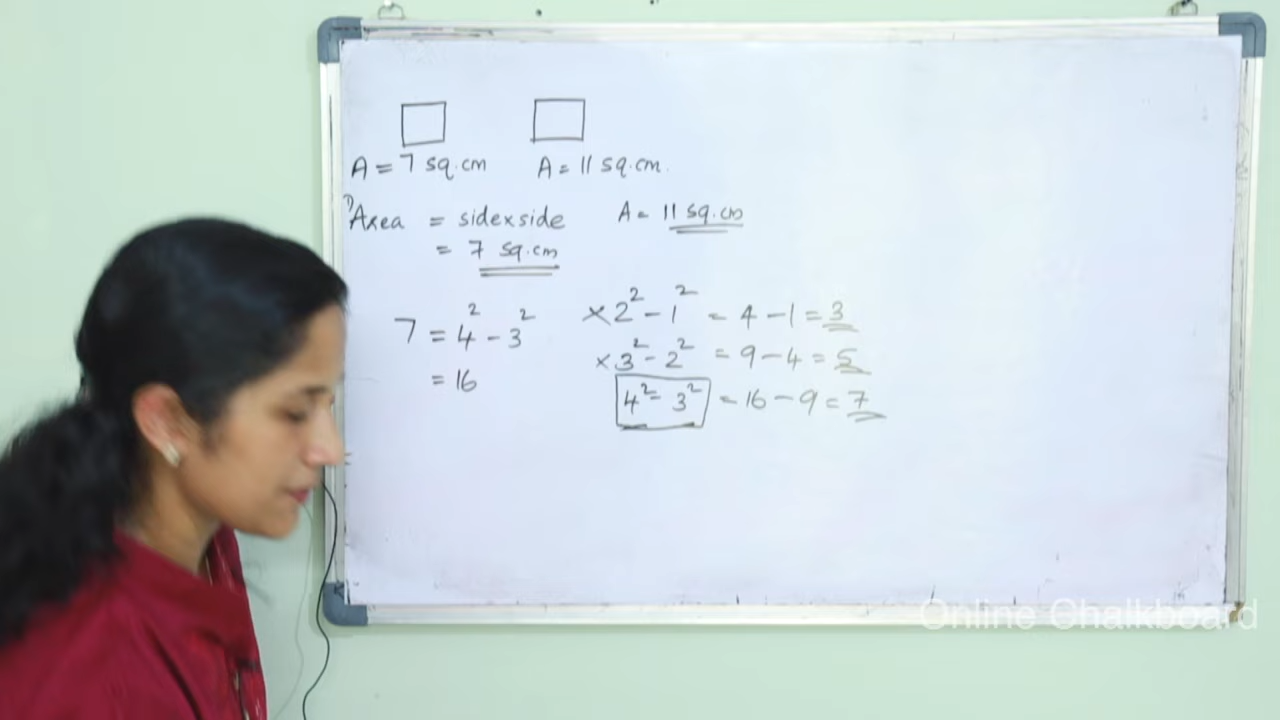 A = 7 sq.cm A = 11 sq.cm.
1) Area = side×side A = 11 sq.cm
= 7 sq.cm
7 = 4² - 3² ×2² - 1² = 4 - 1 = 3
×3² - 2² = 9 - 4 = 5
= 16 4² - 3² = 16 - 9 = 7
Online Chalkboard